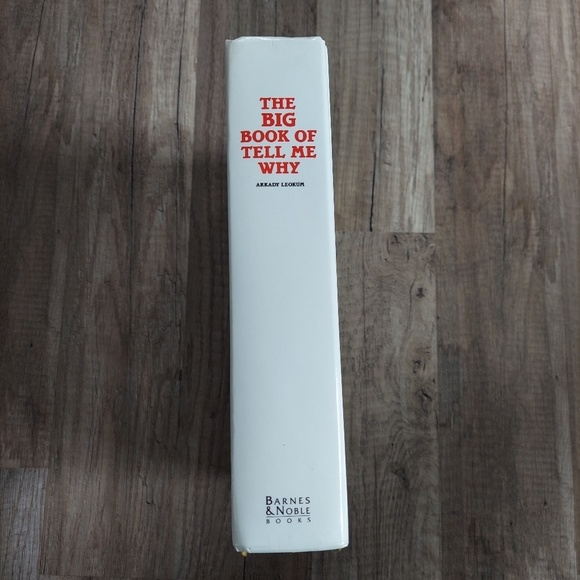 THE
BIG
BOOK OF
TELL ME
WHY
ARKADY LEOKUM
BARNES
& NOBLE
BOOKS